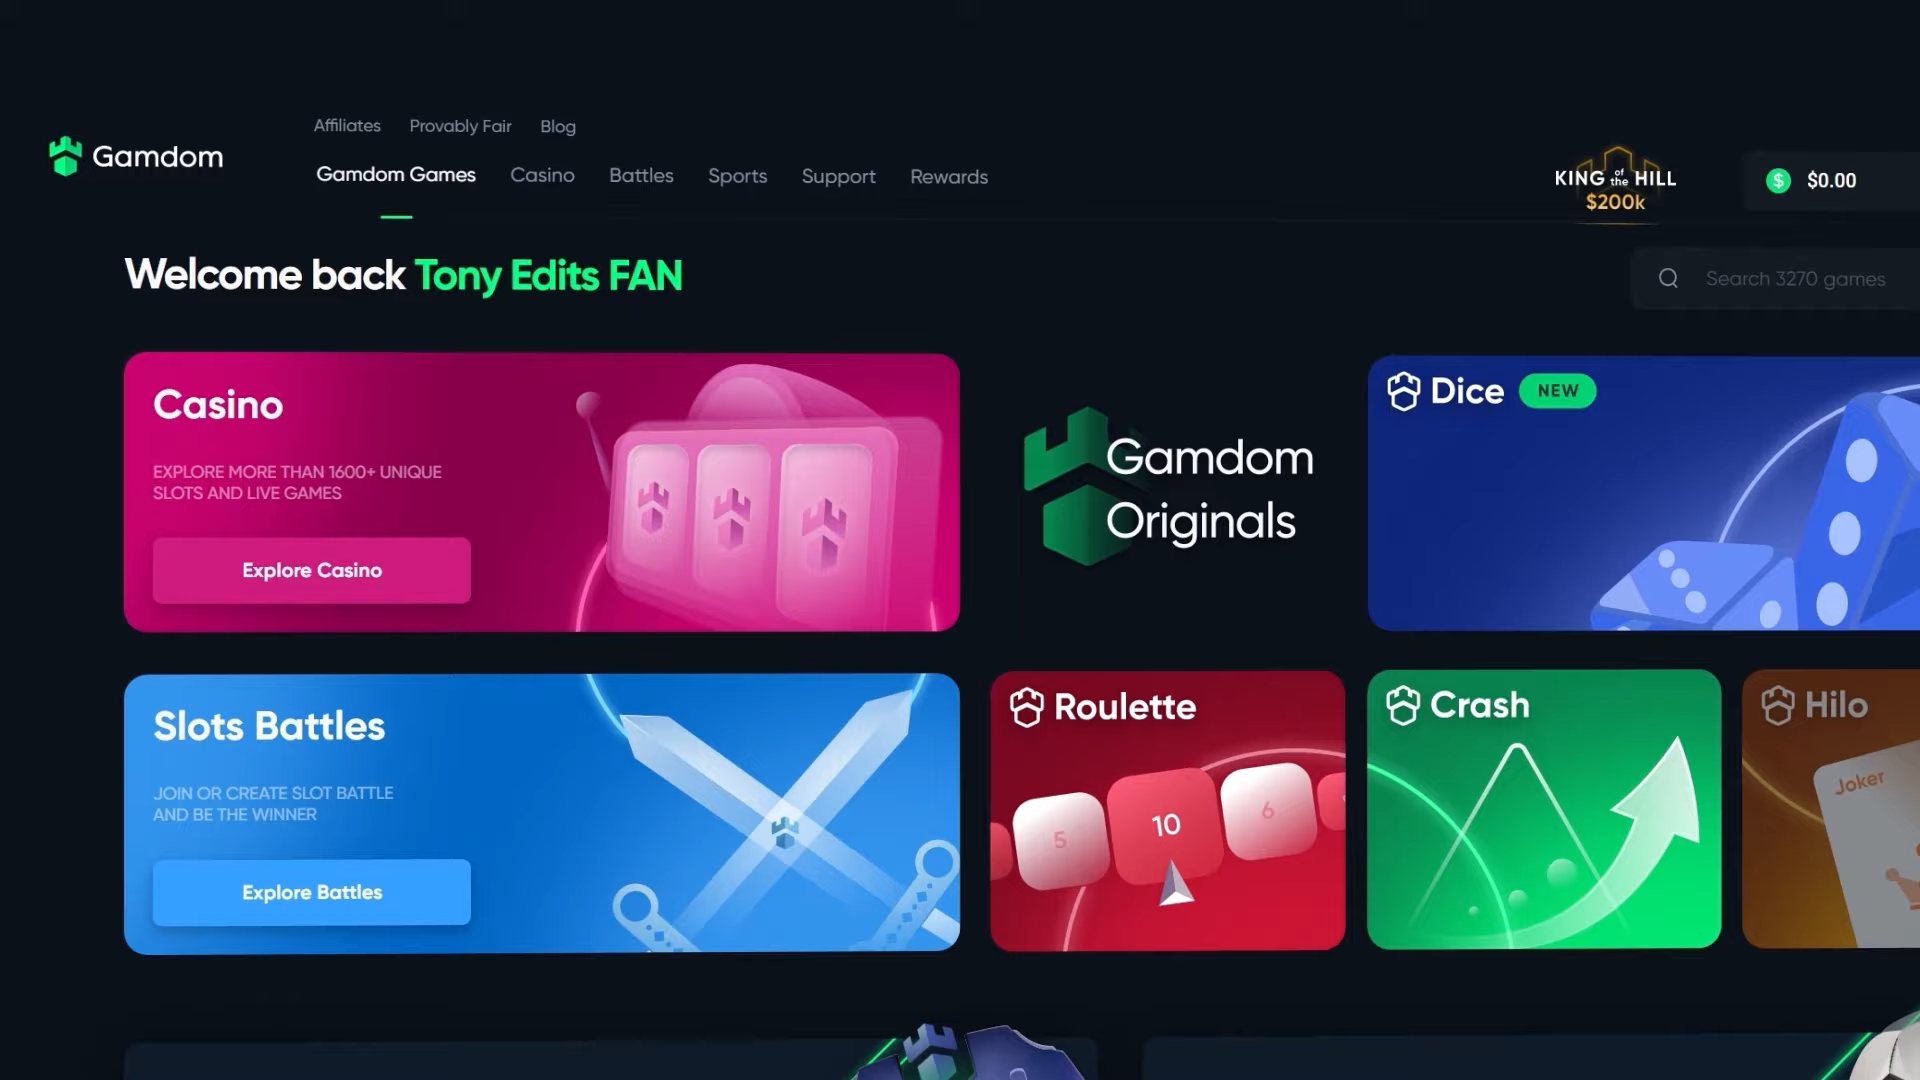 Affiliates Provably Fair Blog
Gamdom
Gamdom Games Casino Battles Sports Support Rewards
KING of the HILL
$200k
$ $0.00
Welcome back Tony Edits FAN
Search 3270 games
Casino
EXPLORE MORE THAN 1600+ UNIQUE
SLOTS AND LIVE GAMES
Explore Casino
Gamdom
Originals
Dice NEW
Slots Battles
JOIN OR CREATE SLOT BATTLE
AND BE THE WINNER
Explore Battles
Roulette
5 10 6
Crash
Hilo
Joker